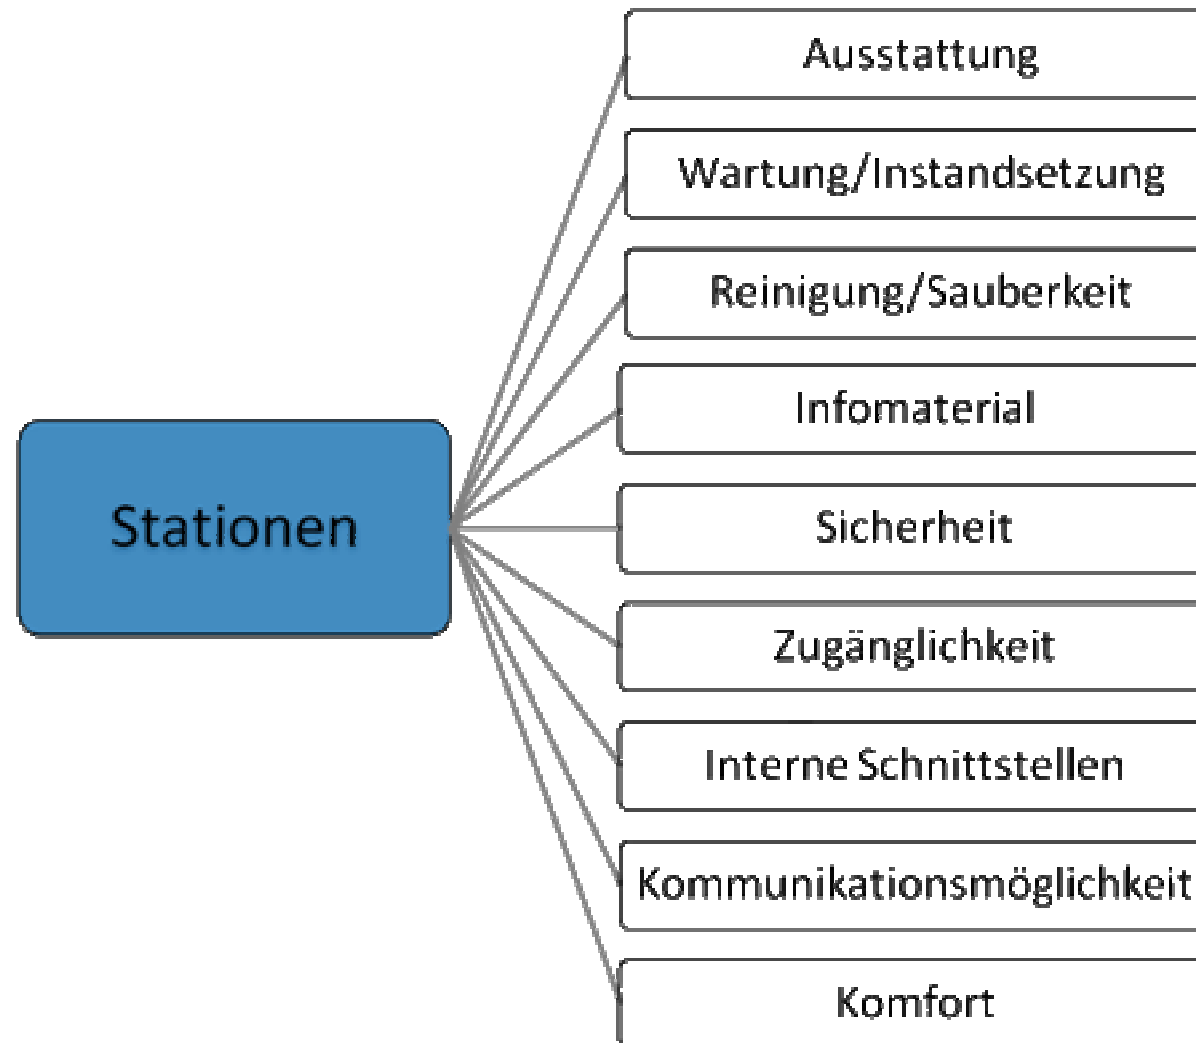 Ausstattung
Wartung/Instandsetzung
Reinigung/Sauberkeit
Infomaterial
Stationen
Sicherheit
Zugänglichkeit
Interne Schnittstellen
Kommunikationsmöglichkeit
Komfort